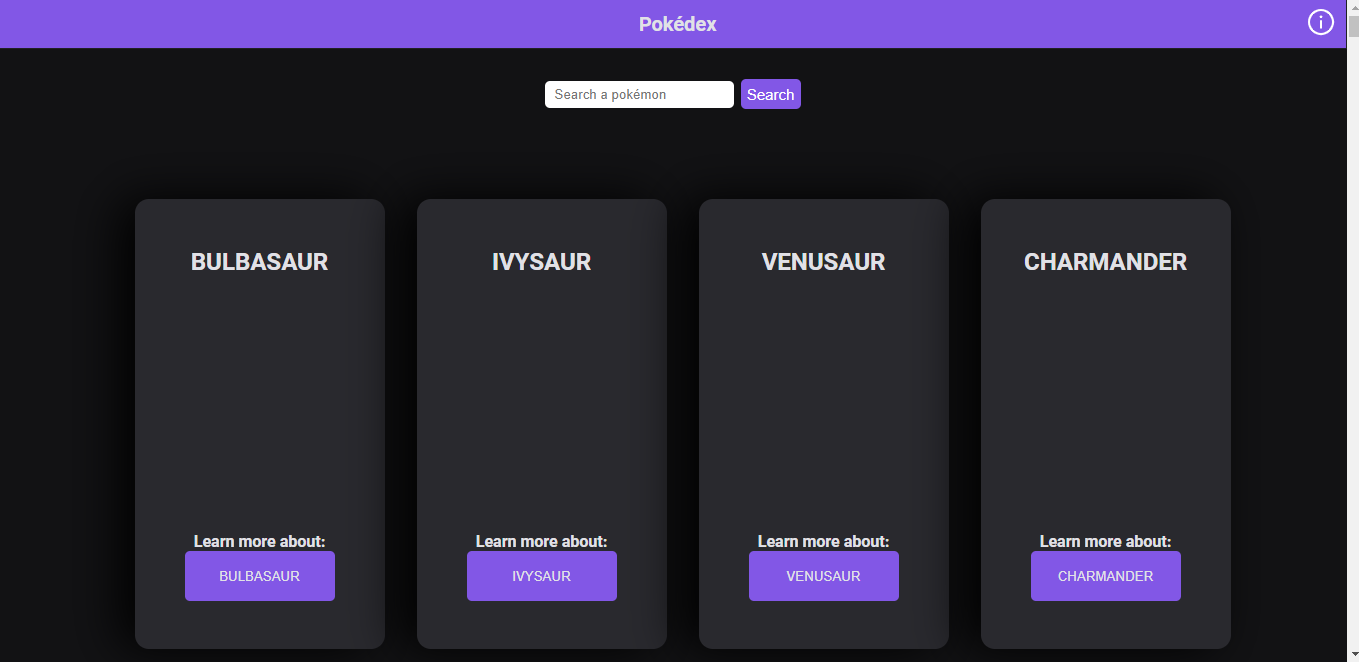 Pokédex
Search a pokémon
Search
BULBASAUR
IVYSAUR
VENUSAUR
CHARMANDER
Learn more about:
BULBASAUR
Learn more about:
IVYSAUR
Learn more about:
VENUSAUR
Learn more about:
CHARMANDER